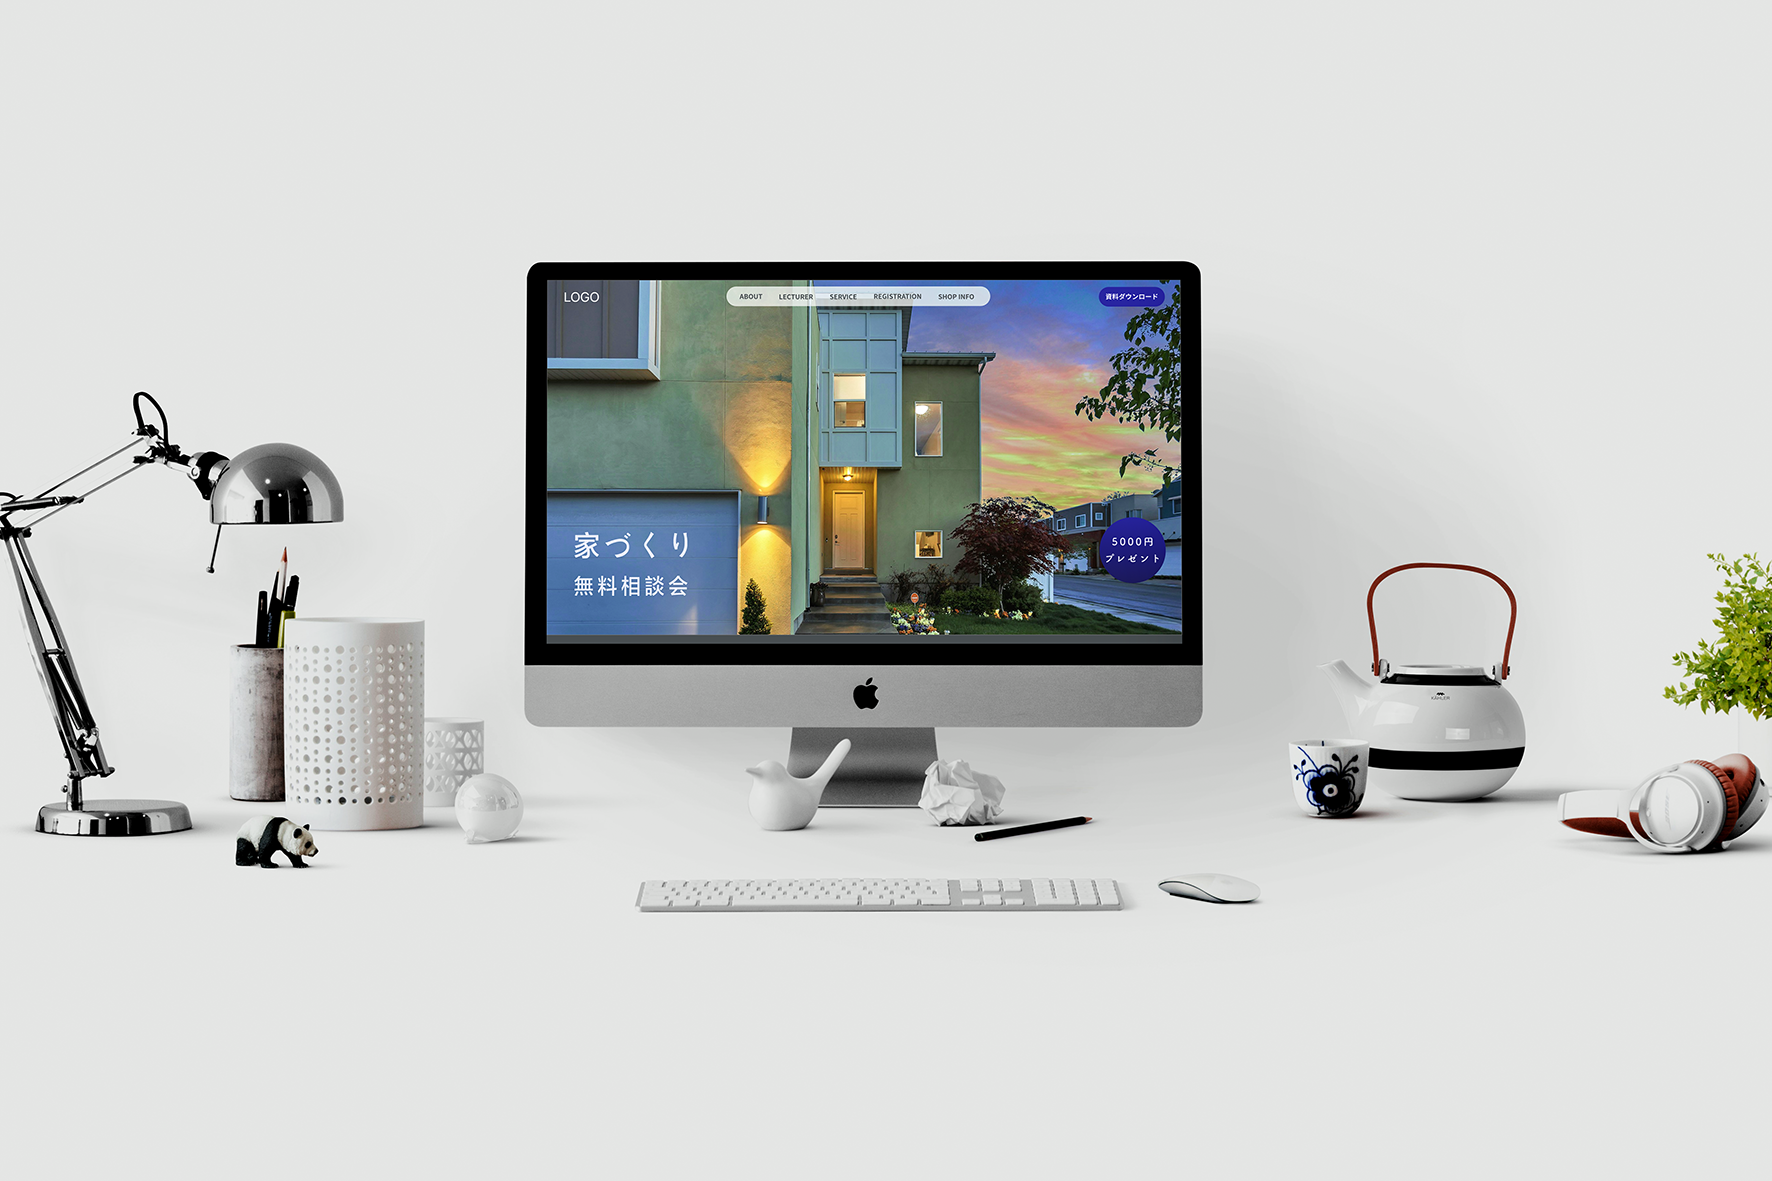 LOGO
ABOUT LECTURER SERVICE REGISTRATION SHOP INFO
資料ダウンロード
家づくり
無料相談会
5000円
プレゼント
KÄHLER